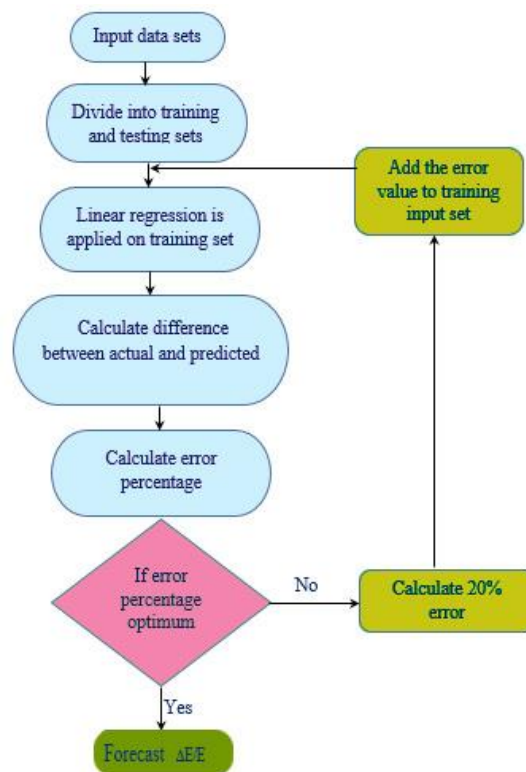 Input data sets
Divide into training
and testing sets
Linear regression is
applied on training set
Calculate difference
between actual and predicted
Calculate error
percentage
If error
percentage
optimum
No
Calculate 20%
error
Add the error
value to training
input set
Yes
Forecast ΔE/E